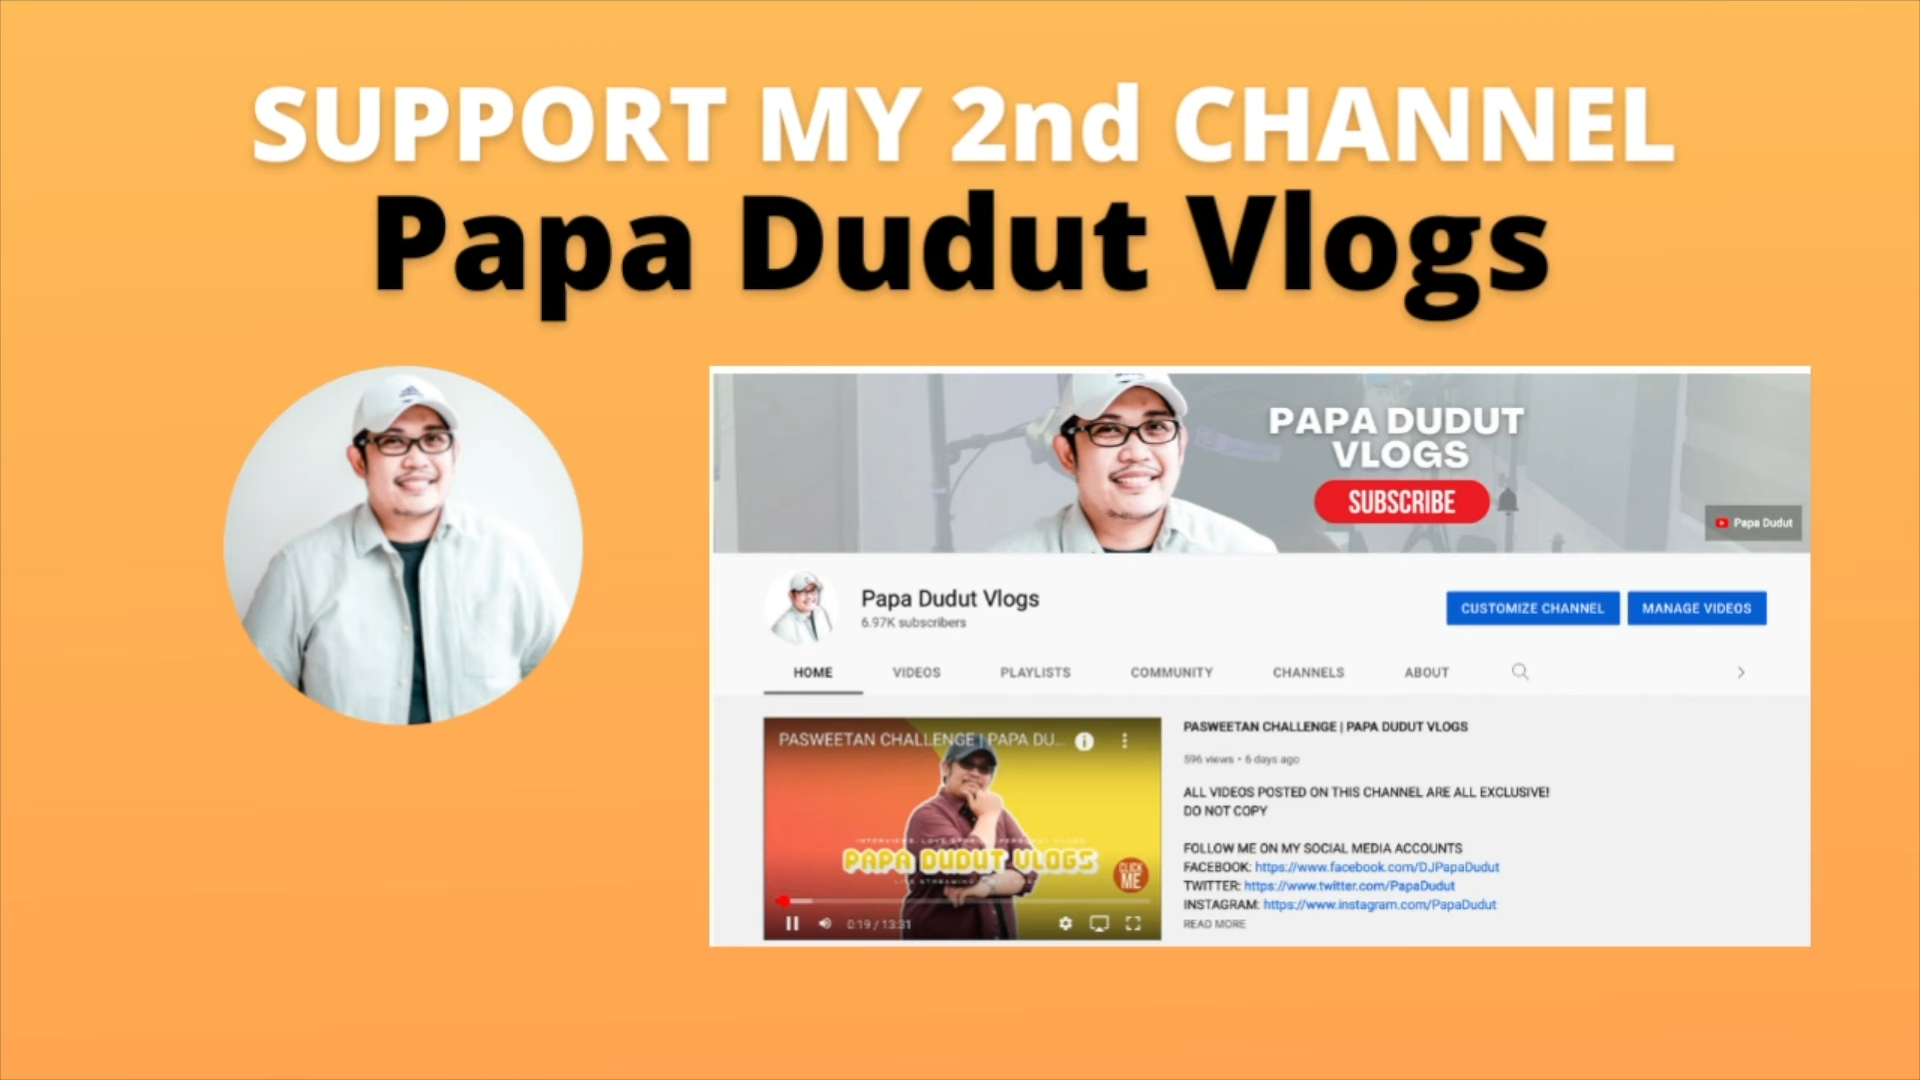 SUPPORT MY 2nd CHANNEL
Papa Dudut Vlogs
PAPA DUDUT
VLOGS
SUBSCRIBE
Papa Dudut
Papa Dudut Vlogs
6.97K subscribers
CUSTOMIZE CHANNEL
MANAGE VIDEOS
HOME
VIDEOS
PLAYLISTS
COMMUNITY
CHANNELS
ABOUT
PASWEETAN CHALLENGE | PAPA DU...
PAPA DUDUT VLOGS
CLICK
ME
0:19 / 13:31
PASWEETAN CHALLENGE | PAPA DUDUT VLOGS
596 views • 6 days ago
ALL VIDEOS POSTED ON THIS CHANNEL ARE ALL EXCLUSIVE!
DO NOT COPY
FOLLOW ME ON MY SOCIAL MEDIA ACCOUNTS
FACEBOOK: https://www.facebook.com/DJPapaDudut
TWITTER: https://www.twitter.com/PapaDudut
INSTAGRAM: https://www.instagram.com/PapaDudut
READ MORE